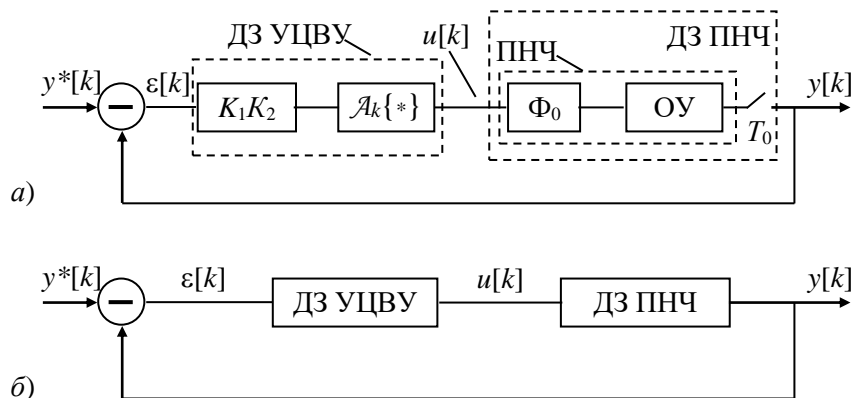 ДЗ УЦВУ
u[k]
ПНЧ
ДЗ ПНЧ
y*[k]
ε[k]
y[k]
K₁K₂
𝒜ₖ{*}
Φ₀
ОУ
T₀
а)
y*[k]
ε[k]
u[k]
y[k]
ДЗ УЦВУ
ДЗ ПНЧ
б)